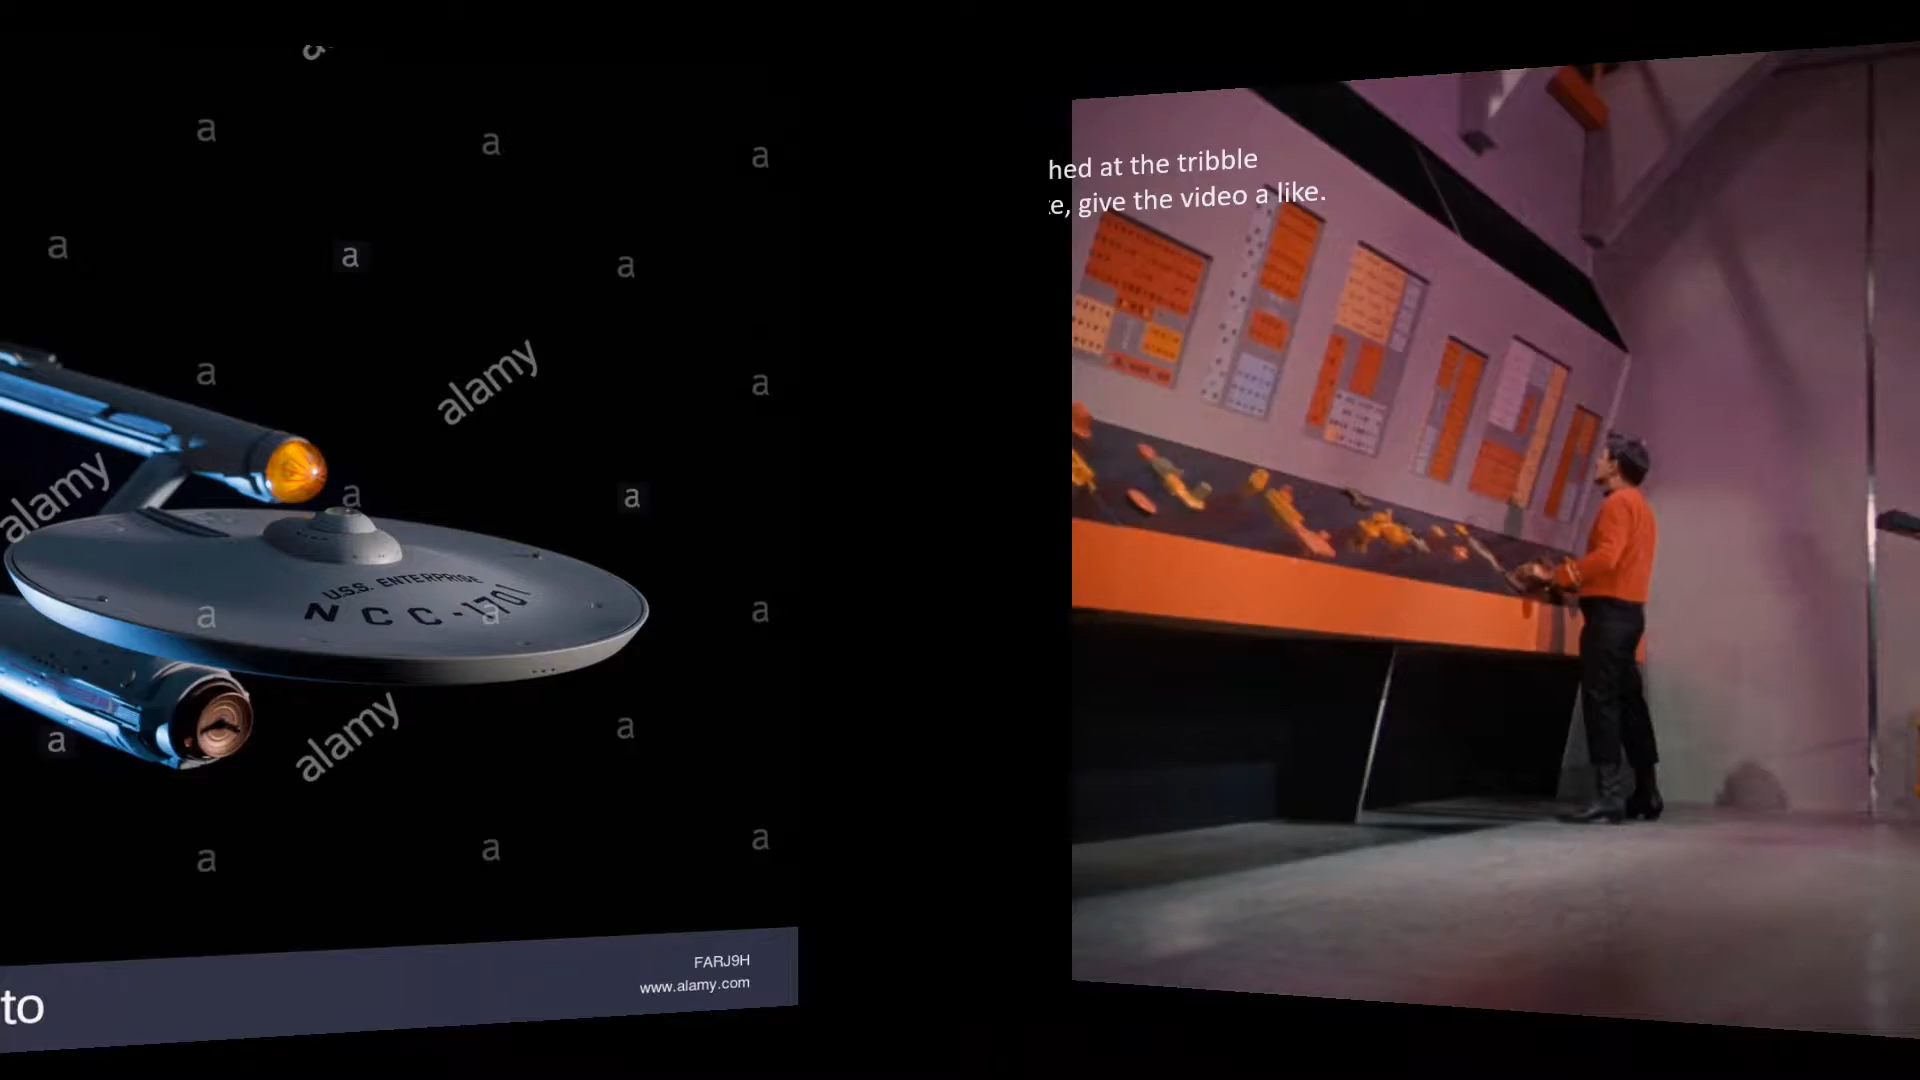 a a a
a a a
a alamy a
alamy a a
U.S.S. ENTERPRISE
NCC-1701
a a a
alamy
a a
a a a
to
FARJ9H
www.alamy.com
hed at the tribble
e, give the video a like.